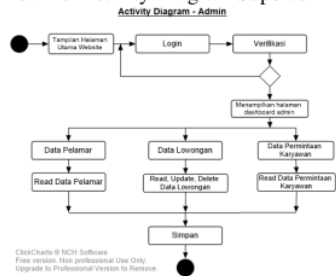 Activity Diagram - Admin
Tampilan Halaman
Utama Website
Login
Verifikasi
Menampilkan halaman
dashboard admin
Data Pelamar
Data Lowongan
Data Permintaan
Karyawan
Read Data Pelamar
Read, Update, Delete
Data Lowongan
Read Data Permintaan
Karyawan
Simpan
ClickCharts © NCH Software
Free version. Non professional Use Only.
Upgrade to Professional Version to Remove.